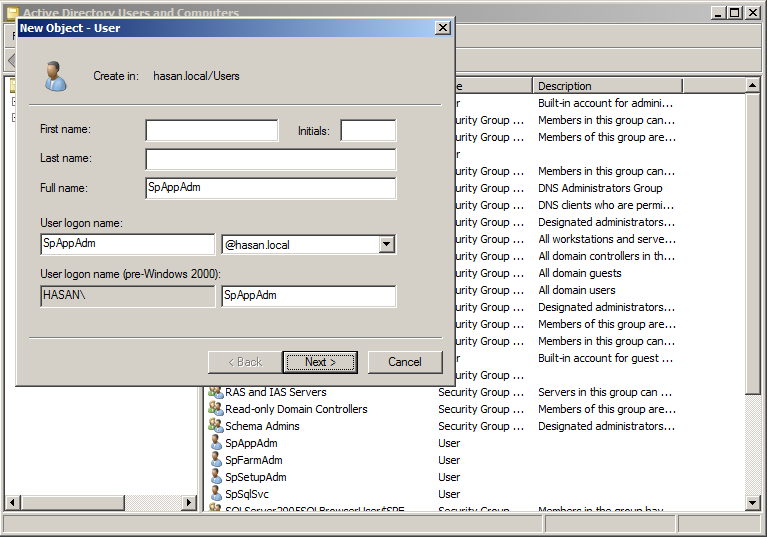 Active Directory Users and Computers
New Object - User
Create in: hasan.local/Users
First name:
Initials:
Last name:
Full name: SpAppAdm
User logon name:
SpAppAdm @hasan.local
User logon name (pre-Windows 2000):
HASAN\ SpAppAdm
< Back Next > Cancel
Description
Built-in account for admini...
curity Group ... Members in this group can...
curity Group ... Members of this group are...
curity Group ... Members in this group can...
curity Group ... DNS Administrators Group
curity Group ... DNS clients who are permi...
curity Group ... Designated administrators...
curity Group ... All workstations and serve...
curity Group ... All domain controllers in th...
curity Group ... All domain guests
curity Group ... All domain users
curity Group ... Designated administrators...
curity Group ... Members of this group are...
curity Group ... Members in this group can...
Built-in account for guest ...
curity Group ...
RAS and IAS Servers Security Group ... Servers in this group can ...
Read-only Domain Controllers Security Group ... Members of this group are...
Schema Admins Security Group ... Designated administrators...
SpAppAdm User
SpFarmAdm User
SpSetupAdm User
SpSqlSvc User
SQLServer2005SQLBrowserUser$SPF Security Group Members in the group hav